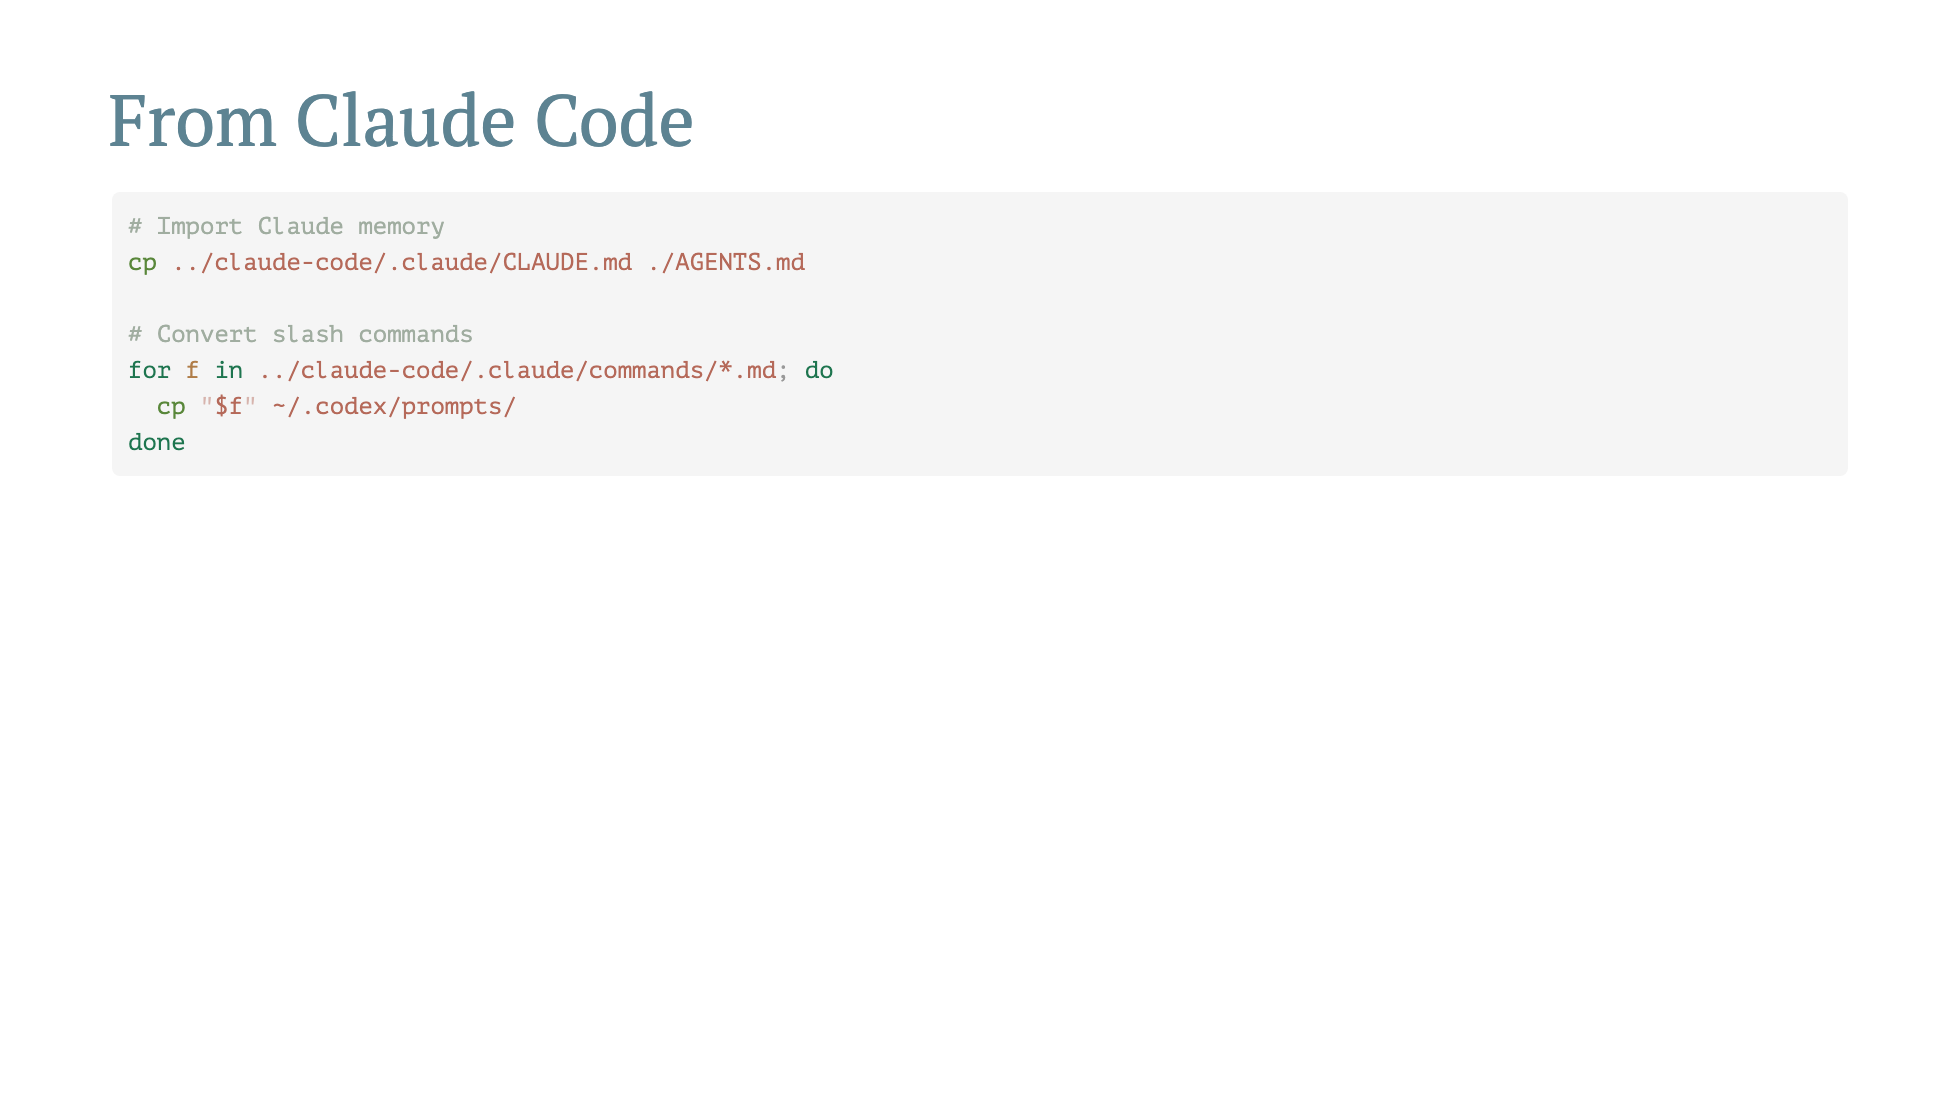 From Claude Code
# Import Claude memory
cp ../claude-code/.claude/CLAUDE.md ./AGENTS.md
# Convert slash commands
for f in ../claude-code/.claude/commands/*.md; do
  cp "$f" ~/.codex/prompts/
done